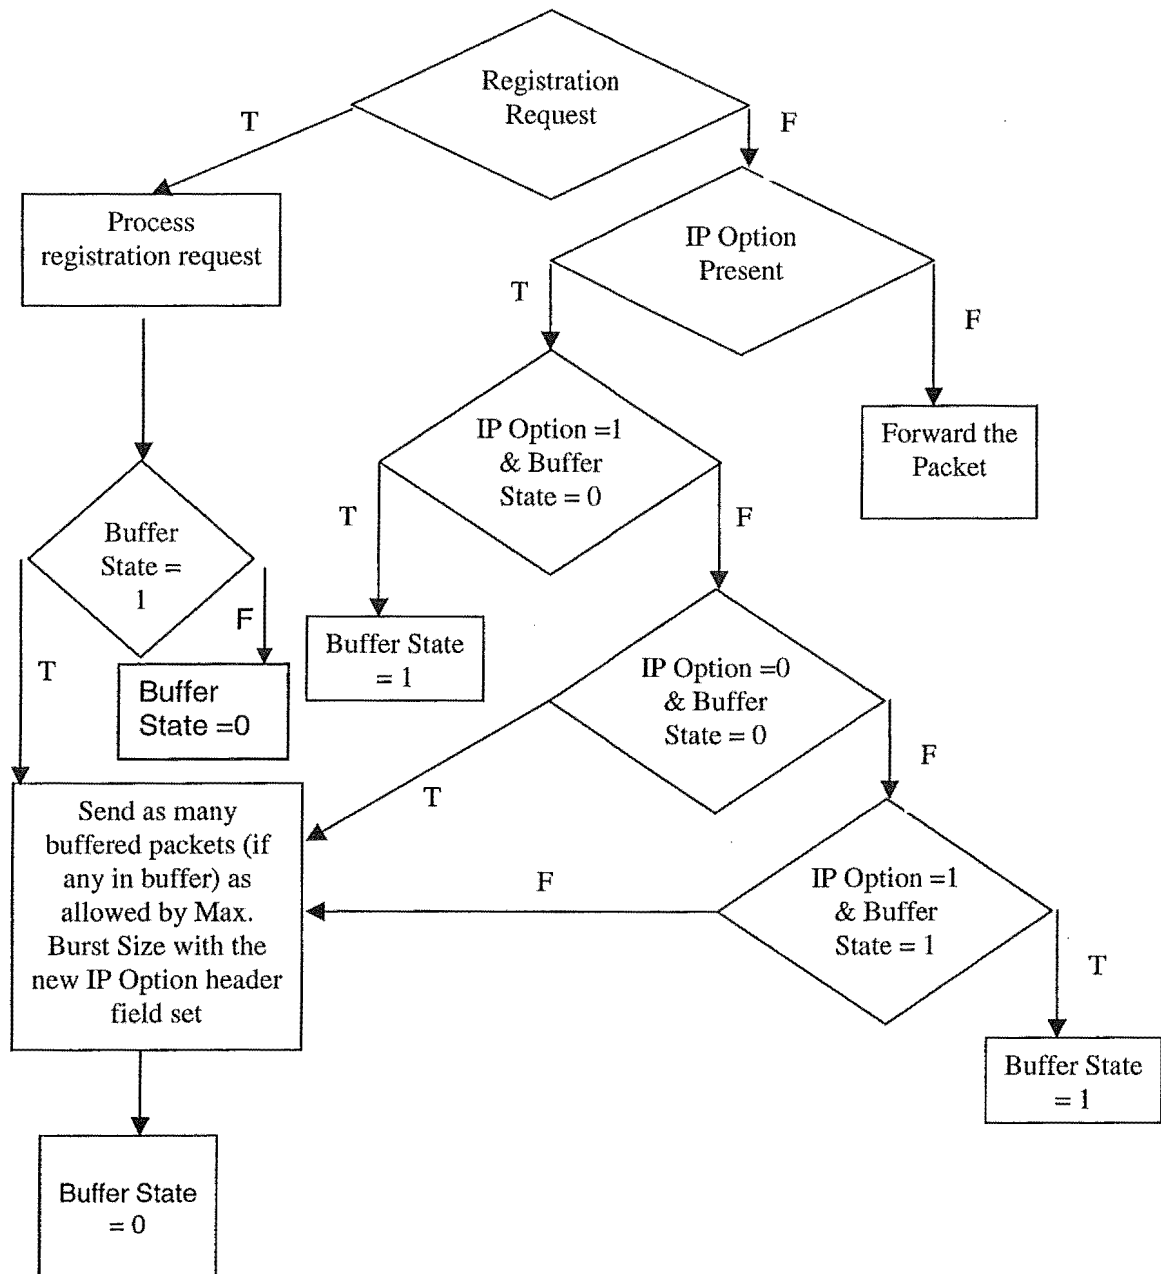 Registration
Request
T
F
Process
registration request
IP Option
Present
T
F
IP Option =1
& Buffer
State = 0
Forward the
Packet
T
F
Buffer
State =
1
F
T
Buffer State
= 1
Buffer
State =0
IP Option =0
& Buffer
State = 0
T
F
Send as many
buffered packets (if
any in buffer) as
allowed by Max.
Burst Size with the
new IP Option header
field set
F
IP Option =1
& Buffer
State = 1
T
Buffer State
= 1
Buffer State
= 0